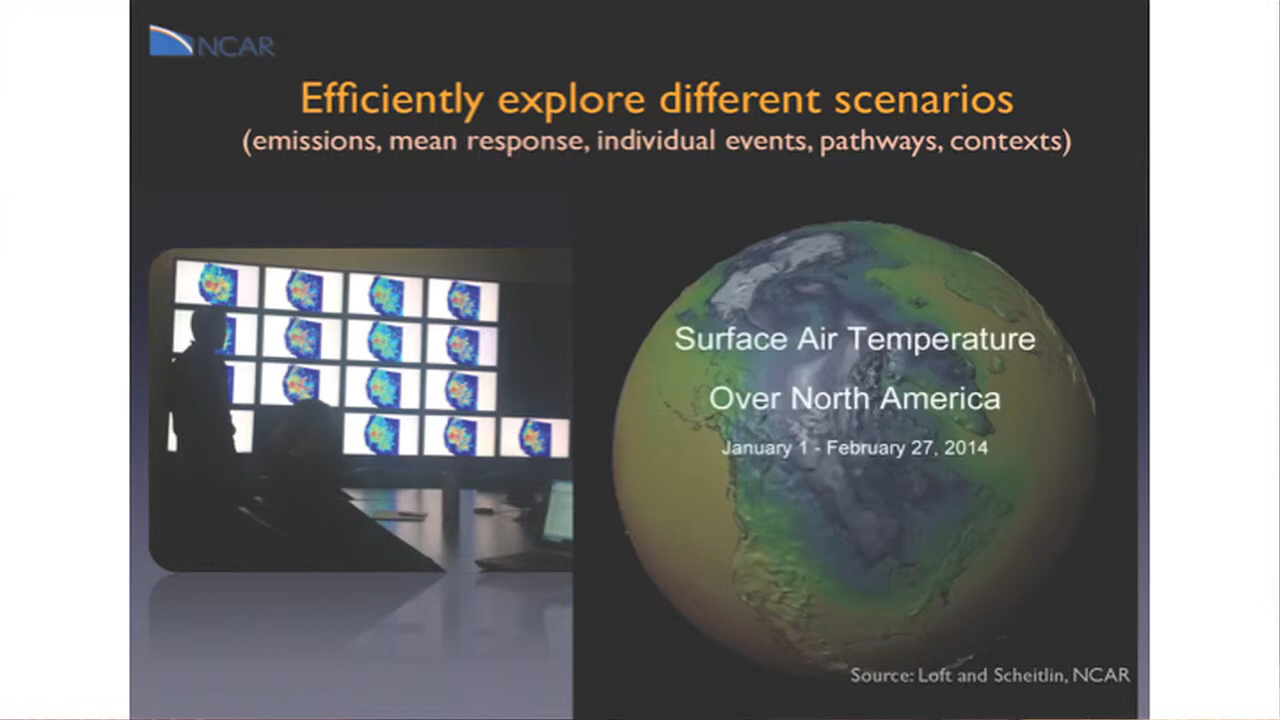 NCAR
Efficiently explore different scenarios
(emissions, mean response, individual events, pathways, contexts)
Surface Air Temperature
Over North America
January 1 - February 27, 2014
Source: Loft and Scheitlin, NCAR